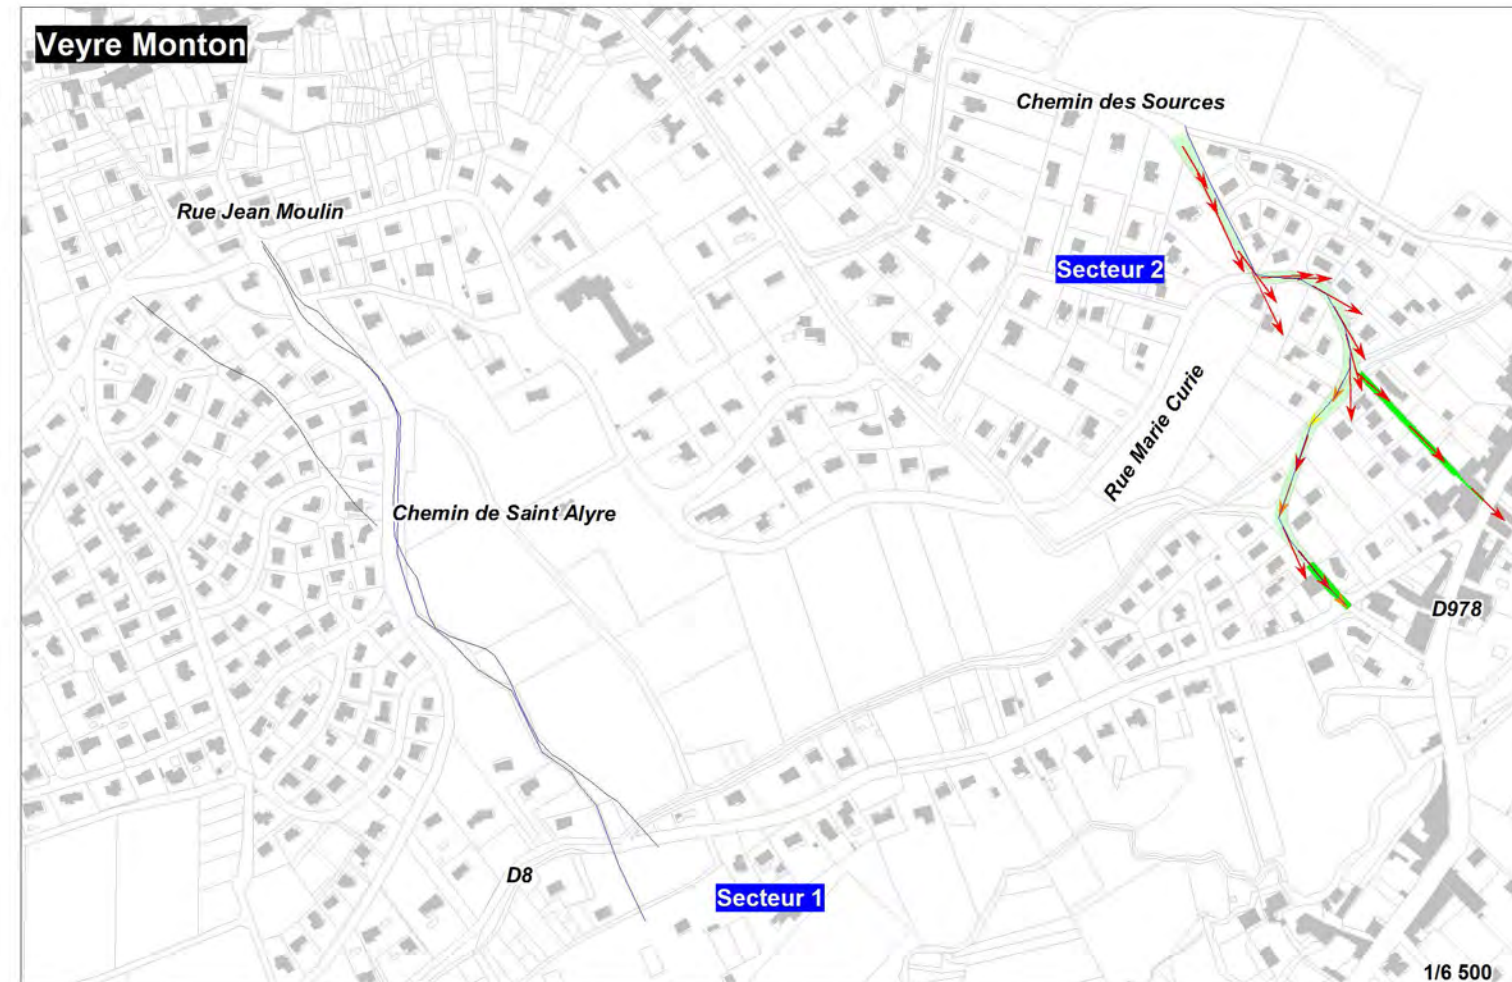 Veyre Monton
Chemin des Sources
Rue Jean Moulin
Secteur 2
Rue Marie Curie
Chemin de Saint Alyre
D978
D8
Secteur 1
1/6 500